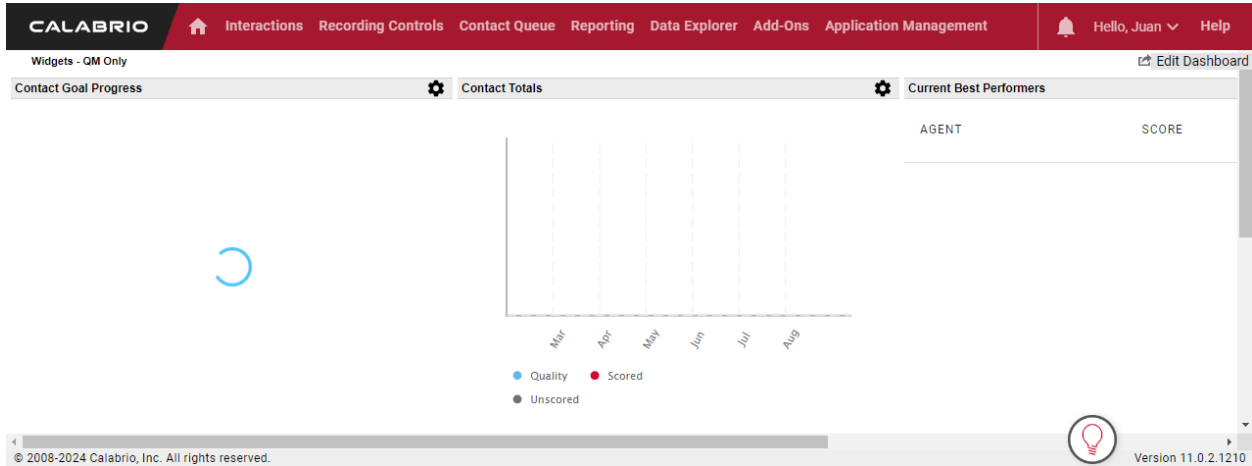 CALABRIO Interactions Recording Controls Contact Queue Reporting Data Explorer Add-Ons Application Management Hello, Juan Help
Widgets - QM Only Edit Dashboard
Contact Goal Progress Contact Totals Current Best Performers
AGENT SCORE
Mar Apr May Jun Jul Aug
Quality Scored
Unscored
© 2008-2024 Calabrio, Inc. All rights reserved. Version 11.0.2.1210